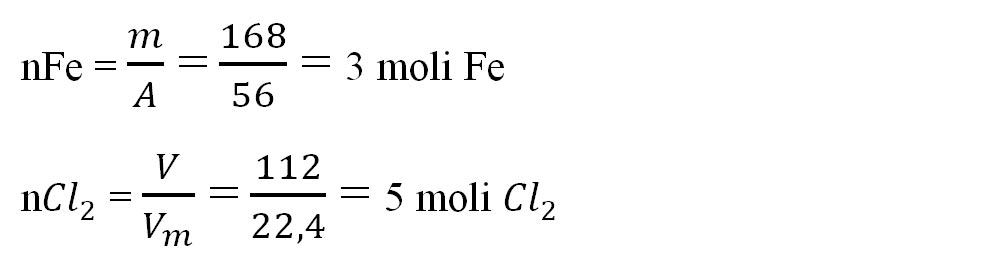 nFe = m/A = 168/56 = 3 moli Fe
nCl₂ = V/Vₘ = 112/22,4 = 5 moli Cl₂